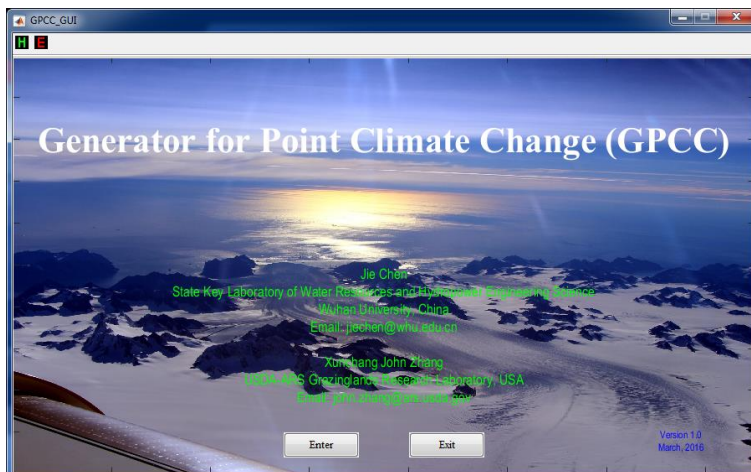 GPCC_GUI
H E
Generator for Point Climate Change (GPCC)
Jie Chen
State Key Laboratory of Water Resources and Hydropower Engineering Science
Wuhan University, China
Email: jiechen@whu.edu.cn
Xunchang John Zhang
USDA-ARS Grazinglands Research Laboratory, USA
Email: john.zhang@ars.usda.gov
Enter Exit
Version 1.0
March, 2016